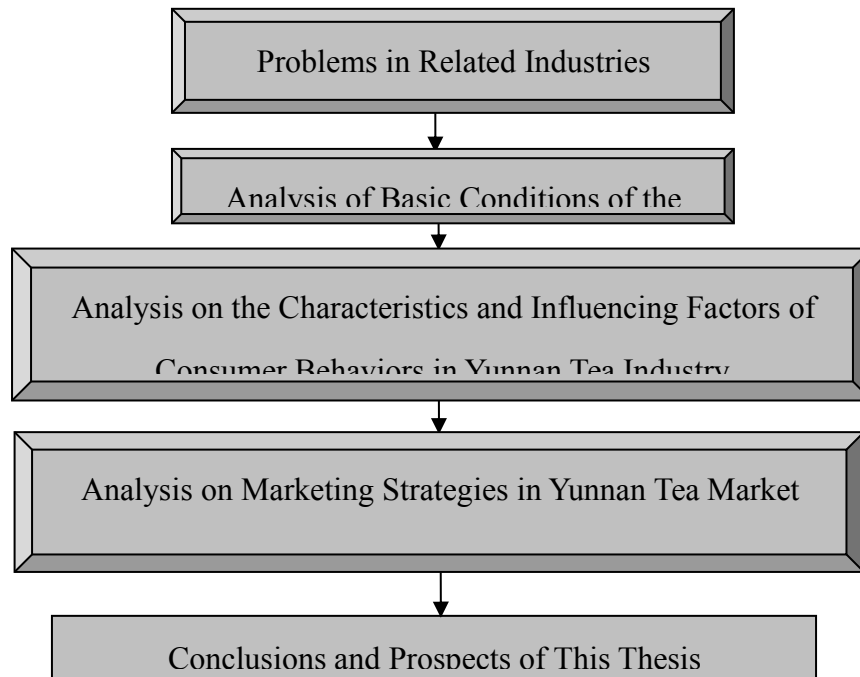 Problems in Related Industries
Analysis of Basic Conditions of the
Analysis on the Characteristics and Influencing Factors of
Consumer Behaviors in Yunnan Tea Industry
Analysis on Marketing Strategies in Yunnan Tea Market
Conclusions and Prospects of This Thesis